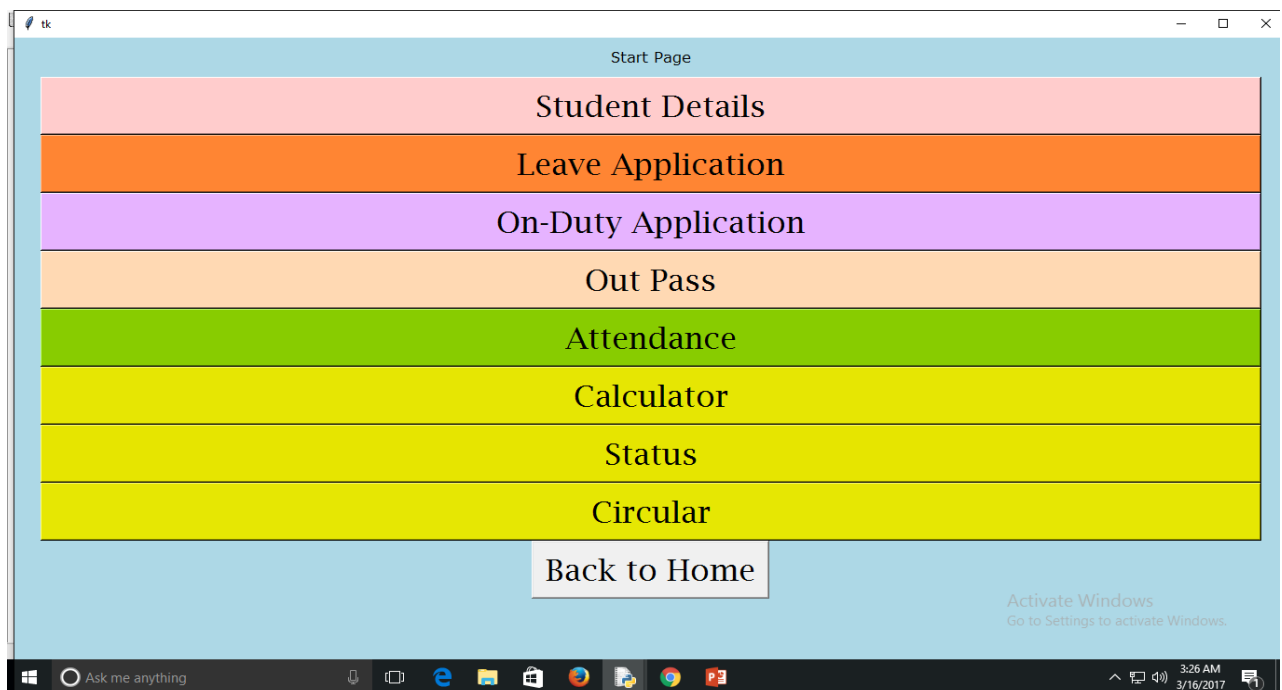 tk
Start Page
Student Details
Leave Application
On-Duty Application
Out Pass
Attendance
Calculator
Status
Circular
Back to Home
Activate Windows
Go to Settings to activate Windows.
Ask me anything
3:26 AM
3/16/2017
1